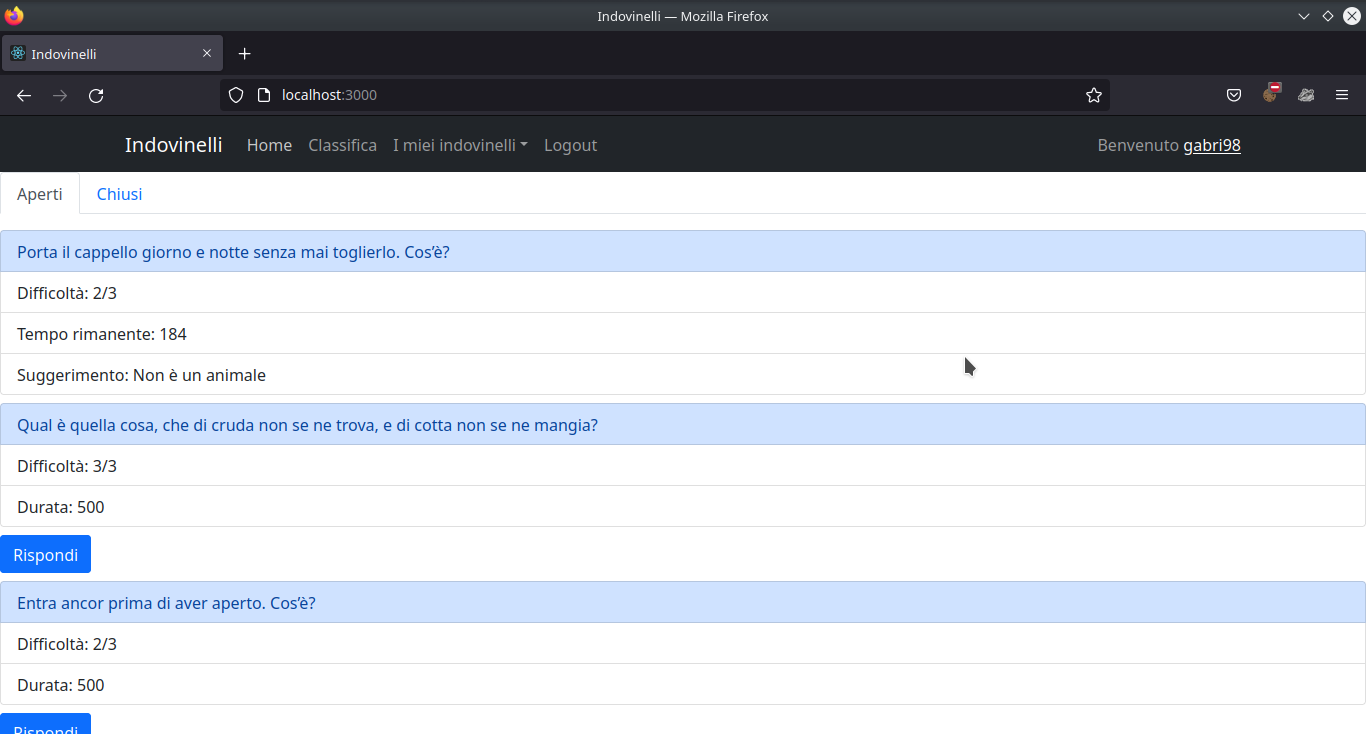 Indovinelli — Mozilla Firefox
Indovinelli
localhost:3000
Indovinelli Home Classifica I miei indovinelli Logout Benvenuto gabri98
Aperti Chiusi
Porta il cappello giorno e notte senza mai toglierlo. Cos’è?
Difficoltà: 2/3
Tempo rimanente: 184
Suggerimento: Non è un animale
Qual è quella cosa, che di cruda non se ne trova, e di cotta non se ne mangia?
Difficoltà: 3/3
Durata: 500
Rispondi
Entra ancor prima di aver aperto. Cos’è?
Difficoltà: 2/3
Durata: 500
Rispondi